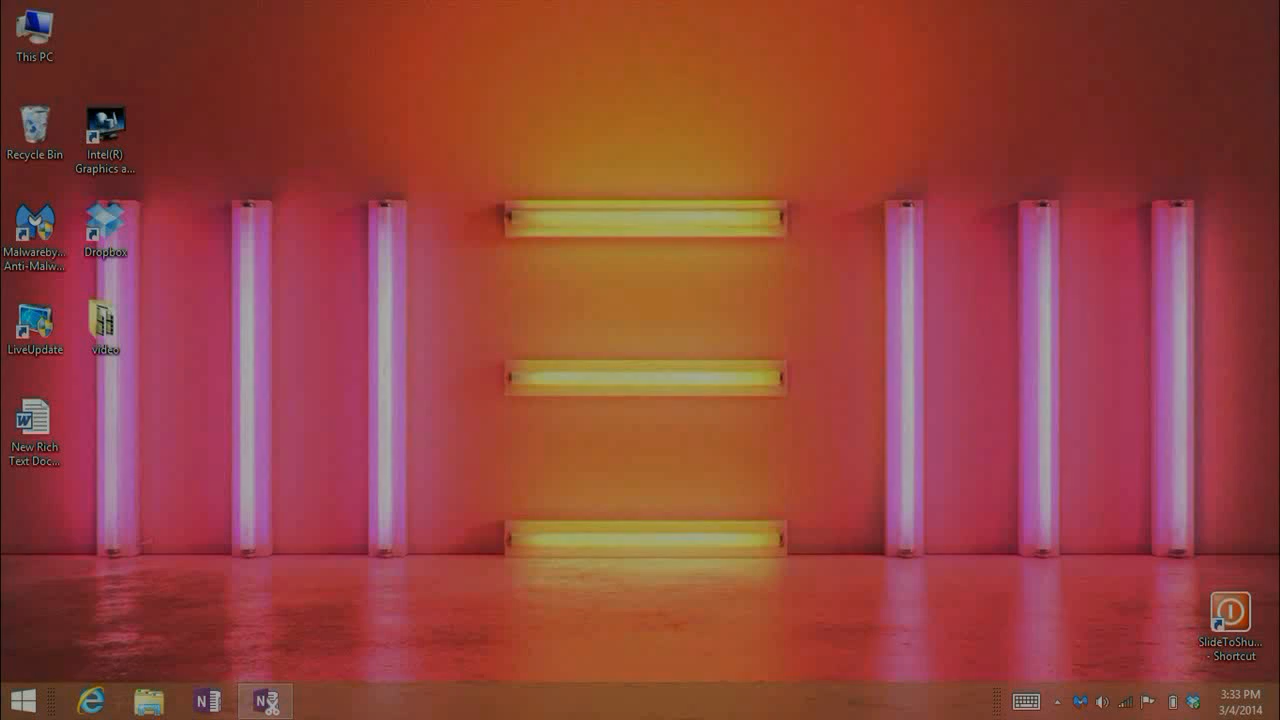 This PC
Recycle Bin
Intel(R)
Graphics a...
Malwareby...
Anti-Malw...
Dropbox
LiveUpdate
video
New Rich
Text Doc...
SlideToShu...
- Shortcut
3:33 PM
3/4/2014